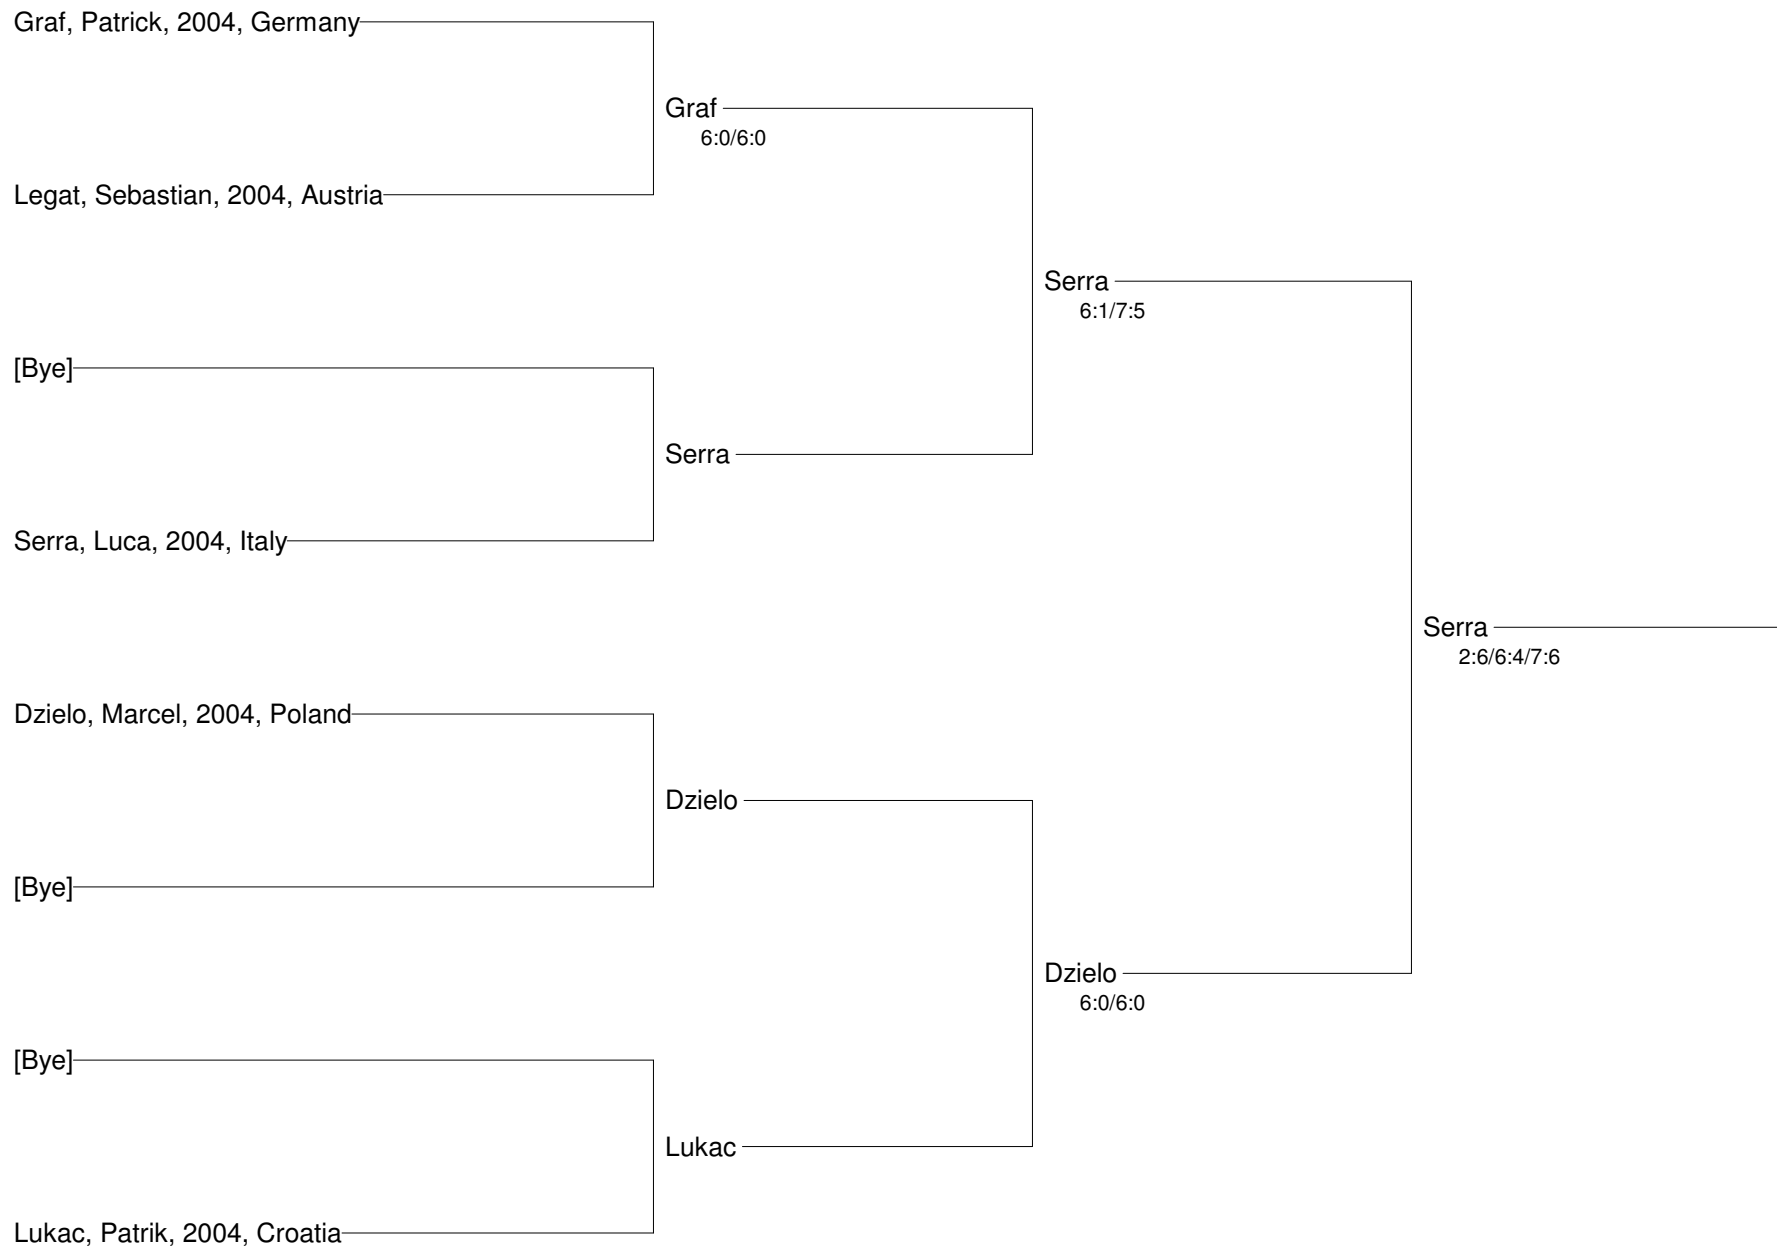 Graf, Patrick, 2004, Germany
Graf
6:0/6:0
Legat, Sebastian, 2004, Austria
Serra
6:1/7:5
[Bye]
Serra
Serra, Luca, 2004, Italy
Serra
2:6/6:4/7:6
Dzielo, Marcel, 2004, Poland
Dzielo
[Bye]
Dzielo
6:0/6:0
[Bye]
Lukac
Lukac, Patrik, 2004, Croatia